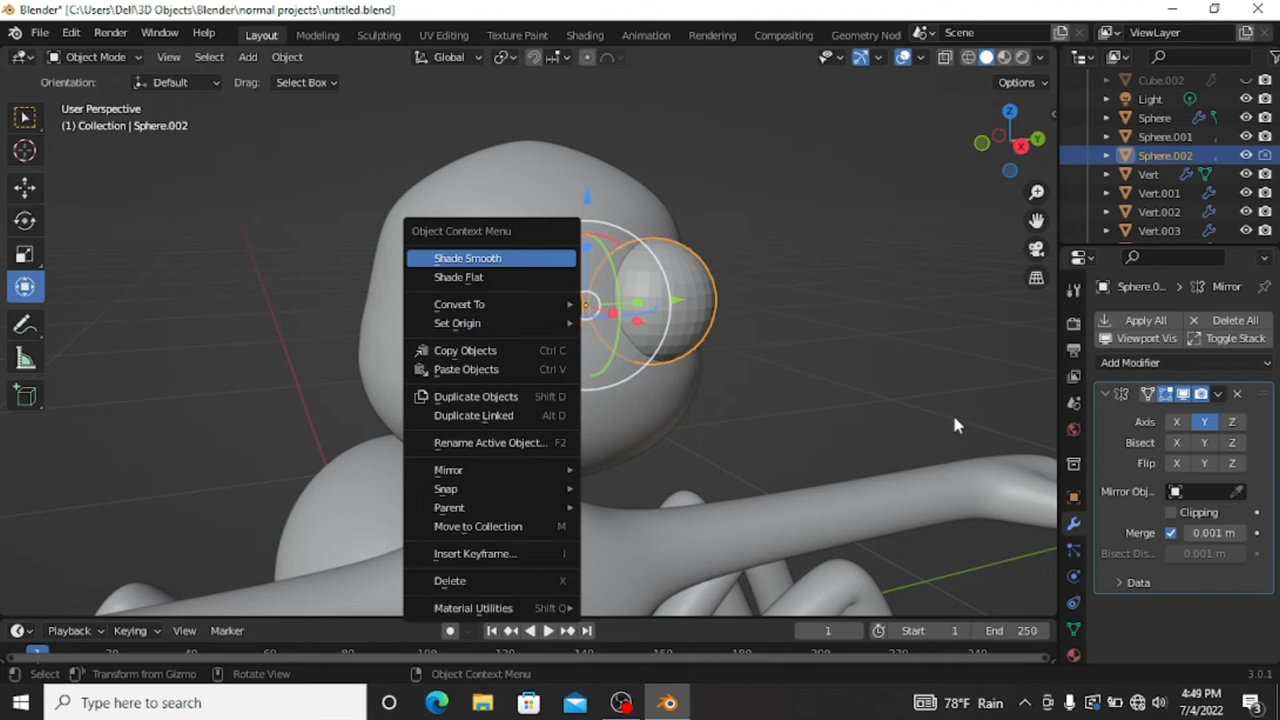 Blender* [C:\Users\Dell\3D Objects\Blender\normal projects\untitled.blend]
File Edit Render Window Help Layout Modeling Sculpting UV Editing Texture Paint Shading Animation Rendering Compositing Geometry Nod Scene ViewLayer
Object Mode View Select Add Object Global
Orientation: Default Drag: Select Box Options
User Perspective
(1) Collection | Sphere.002
Z
Y
X
Cube.002
Light
Sphere
Sphere.001
Sphere.002
Vert
Vert.001
Vert.002
Vert.003
Object Context Menu
Shade Smooth
Shade Flat
Convert To
Set Origin
Copy Objects Ctrl C
Paste Objects Ctrl V
Duplicate Objects Shift D
Duplicate Linked Alt D
Rename Active Object... F2
Mirror
Snap
Parent
Move to Collection M
Insert Keyframe... I
Delete X
Material Utilities Shift Q
Sphere.0... Mirror
Apply All Delete All
Viewport Vis Toggle Stack
Add Modifier
Axis X Y Z
Bisect X Y Z
Flip X Y Z
Mirror Obj...
Clipping
Merge 0.001 m
Bisect Dis... 0.001 m
Data
Playback Keying View Marker 1 Start 1 End 250
1
Select Transform from Gizmo Rotate View Object Context Menu 3.0.1
Type here to search
78°F Rain
4:49 PM
7/4/2022
3